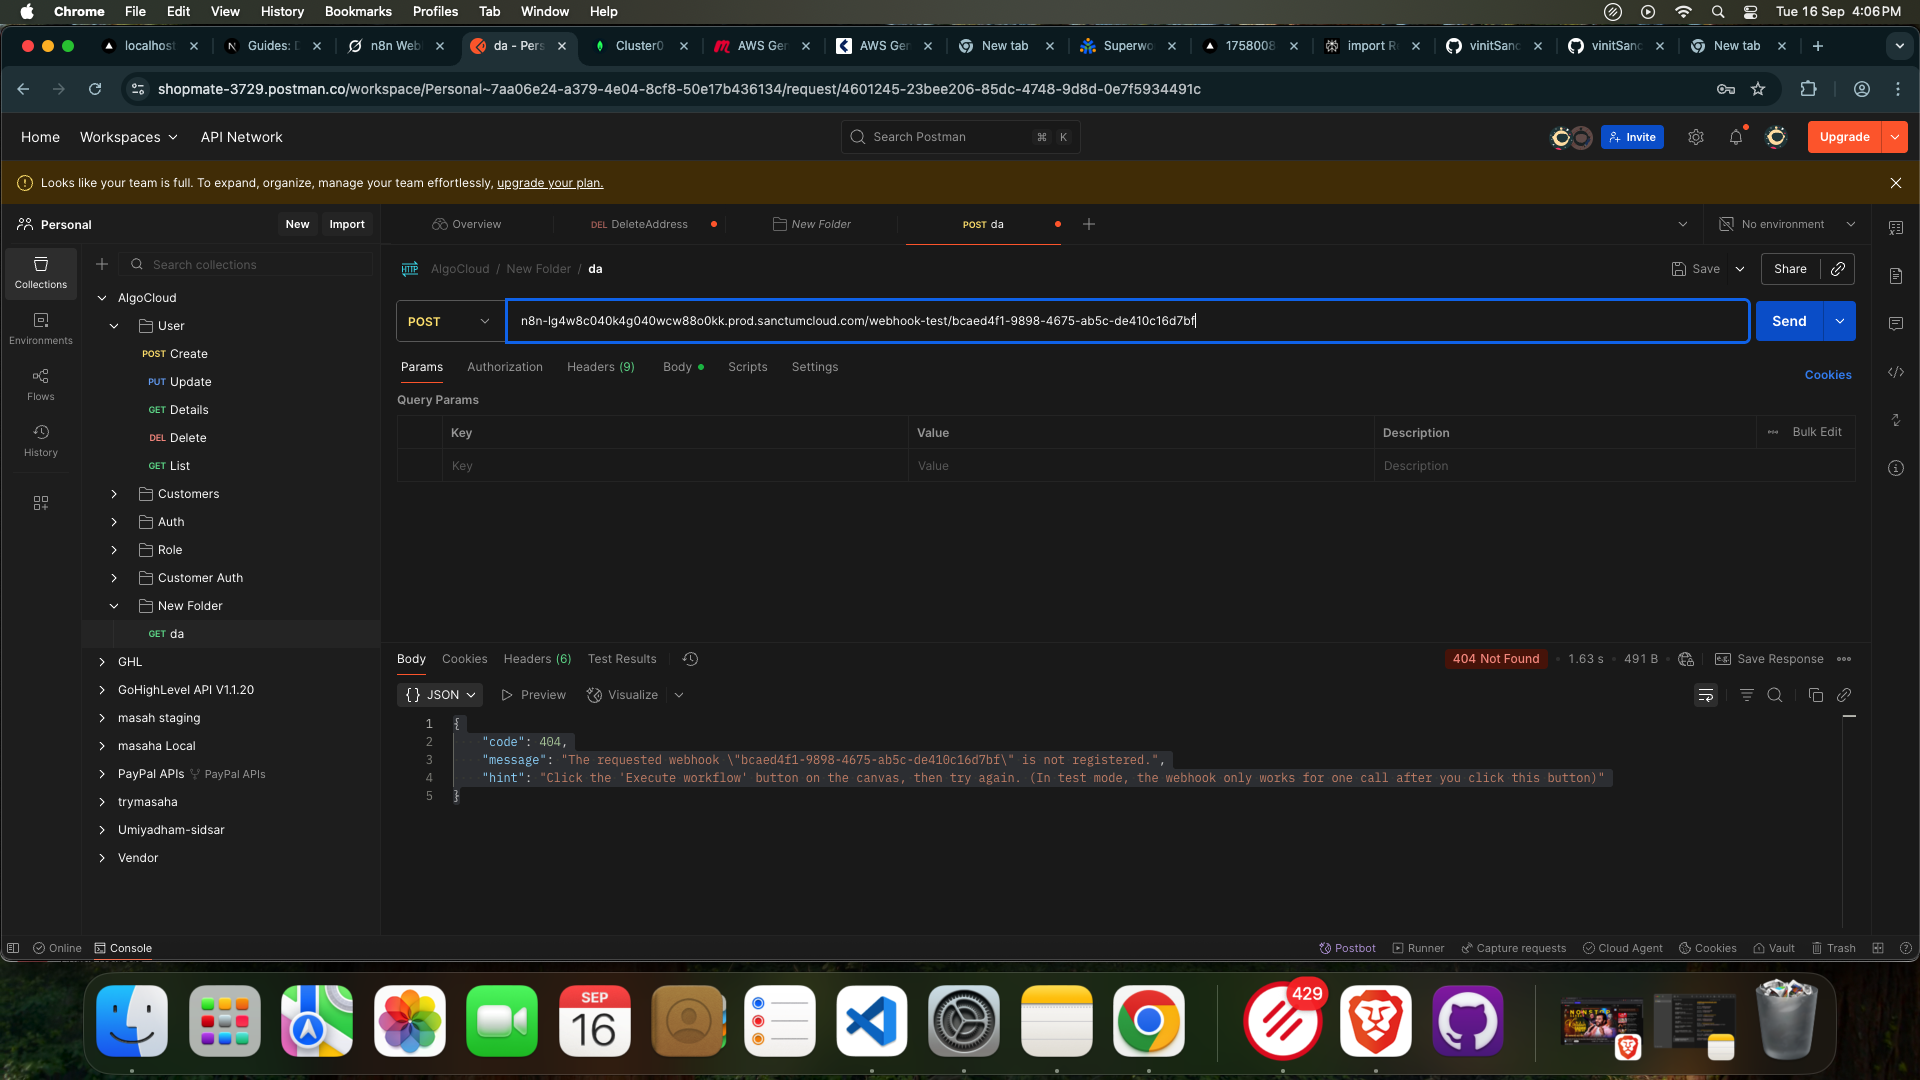 Chrome File Edit View History Bookmarks Profiles Tab Window Help Tue 16 Sep 4:06PM
localhost Guides: D n8n Web da - Pers Cluster0 AWS Gen AWS Gen New tab Superwo 1758008 import R vinitSanc vinitSanc New tab
shopmate-3729.postman.co/workspace/Personal~7aa06e24-a379-4e04-8cf8-50e17b436134/request/4601245-23bee206-85dc-4748-9d8d-0e7f5934491c
Home Workspaces API Network Search Postman ⌘ K Invite Upgrade
Looks like your team is full. To expand, organize, manage your team effortlessly, upgrade your plan.
Personal New Import Overview DEL DeleteAddress New Folder POST da No environment
Search collections
HTTP AlgoCloud / New Folder / da Save Share
Collections
Environments
Flows
History
AlgoCloud
User
POST Create
PUT Update
GET Details
DEL Delete
GET List
Customers
Auth
Role
Customer Auth
New Folder
GET da
GHL
GoHighLevel API V1.1.20
masah staging
masaha Local
PayPal APIs PayPal APIs
trymasaha
Umiyadham-sidsar
Vendor
POST n8n-lg4w8c040k4g040wcw88o0kk.prod.sanctumcloud.com/webhook-test/bcaed4f1-9898-4675-ab5c-de410c16d7bf Send
Params Authorization Headers (9) Body Scripts Settings Cookies
Query Params
Key Value Description Bulk Edit
Key Value Description
Body Cookies Headers (6) Test Results 404 Not Found 1.63 s 491 B Save Response
{} JSON Preview Visualize
1 {
2 "code": 404,
3 "message": "The requested webhook \"bcaed4f1-9898-4675-ab5c-de410c16d7bf\" is not registered.",
4 "hint": "Click the 'Execute workflow' button on the canvas, then try again. (In test mode, the webhook only works for one call after you click this button)"
5 }
Online Console Postbot Runner Capture requests Cloud Agent Cookies Vault Trash
SEP
16
429